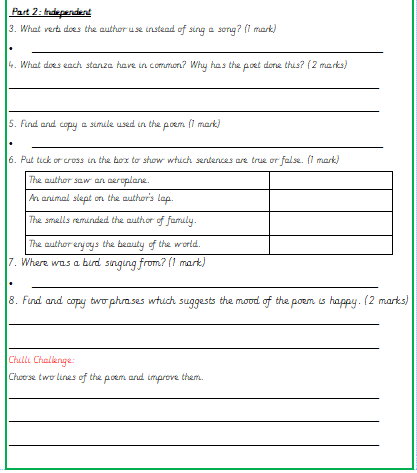 Part 2: Independent
3. What verb does the author use instead of sing a song? (1 mark)
•
4. What does each stanza have in common? Why has the poet done this? (2 marks)
5. Find and copy a simile used in the poem (1 mark)
•
6. Put tick or cross in the box to show which sentences are true or false. (1 mark)
The author saw an aeroplane.
An animal slept on the author's lap.
The smells reminded the author of family.
The author enjoys the beauty of the world.
7. Where was a bird singing from? (1 mark)
•
8. Find and copy two phrases which suggests the mood of the poem is happy. (2 marks)
Chilli Challenge:
Choose two lines of the poem and improve them.